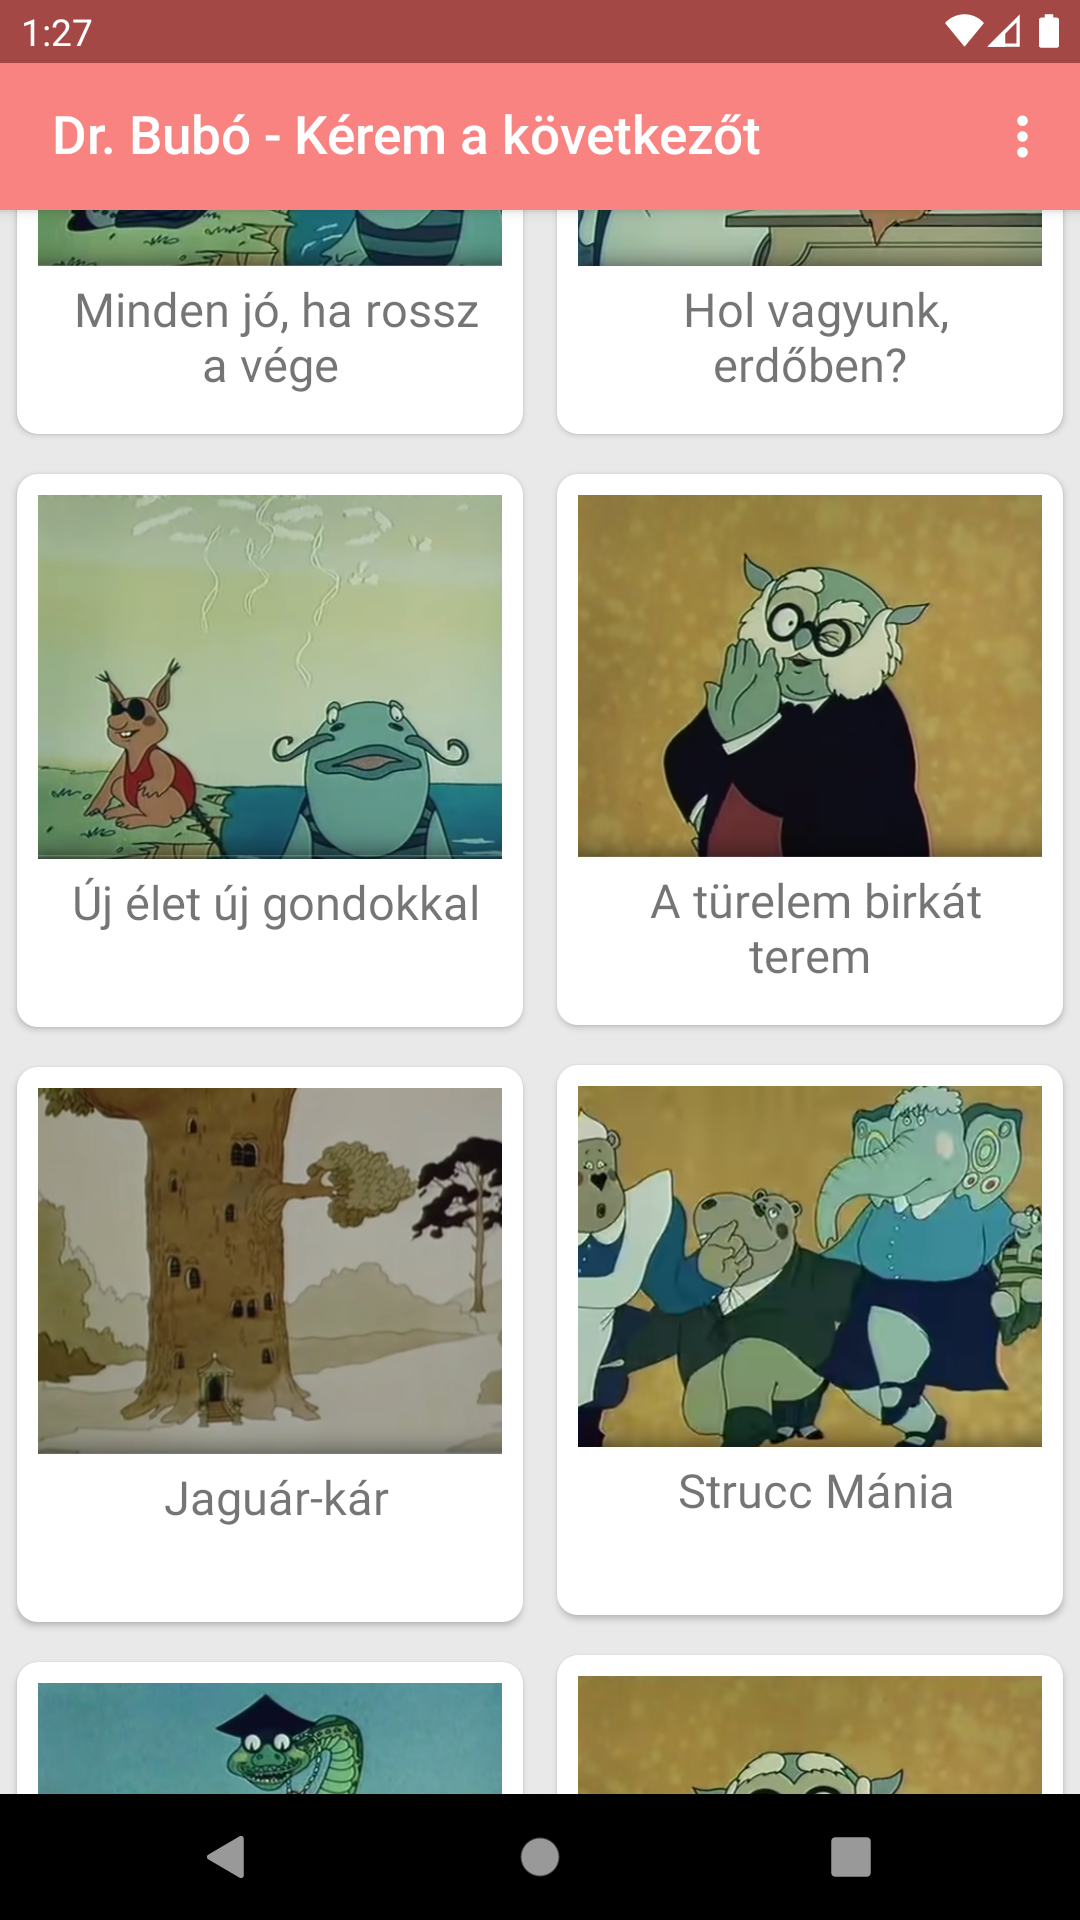 1:27
Dr. Bubó - Kérem a következőt
Minden jó, ha rossz
a vége
Hol vagyunk,
erdőben?
Új élet új gondokkal
A türelem birkát
terem
Jaguár-kár
Strucc Mánia